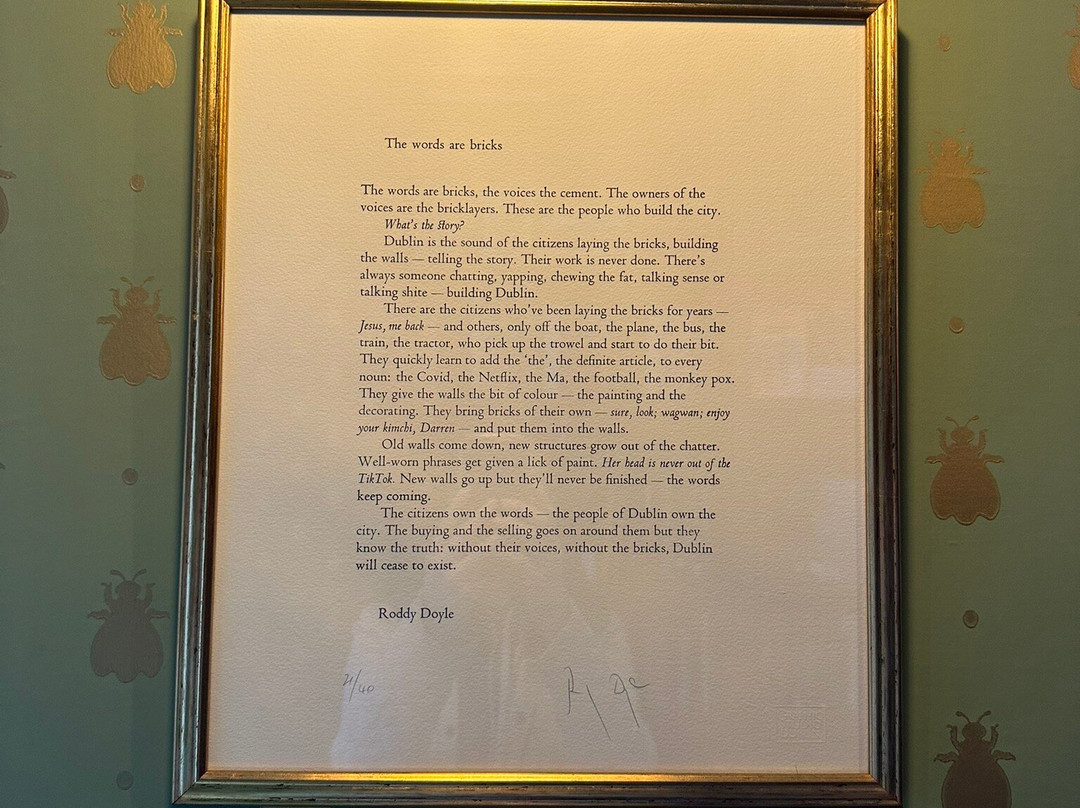 The words are bricks
The words are bricks, the voices the cement. The owners of the
voices are the bricklayers. These are the people who build the city.
What's the story?
Dublin is the sound of the citizens laying the bricks, building
the walls — telling the story. Their work is never done. There's
always someone chatting, yapping, chewing the fat, talking sense or
talking shite — building Dublin.
There are the citizens who've been laying the bricks for years —
Jesus, me back — and others, only off the boat, the plane, the bus, the
train, the tractor, who pick up the trowel and start to do their bit.
They quickly learn to add the 'the', the definite article, to every
noun: the Covid, the Netflix, the Ma, the football, the monkey pox.
They give the walls the bit of colour — the painting and the
decorating. They bring bricks of their own — sure, look; wagwan; enjoy
your kimchi, Darren — and put them into the walls.
Old walls come down, new structures grow out of the chatter.
Well-worn phrases get given a lick of paint. Her head is never out of the
TikTok. New walls go up but they'll never be finished — the words
keep coming.
The citizens own the words — the people of Dublin own the
city. The buying and the selling goes on around them but they
know the truth: without their voices, without the bricks, Dublin
will cease to exist.
Roddy Doyle
21/40